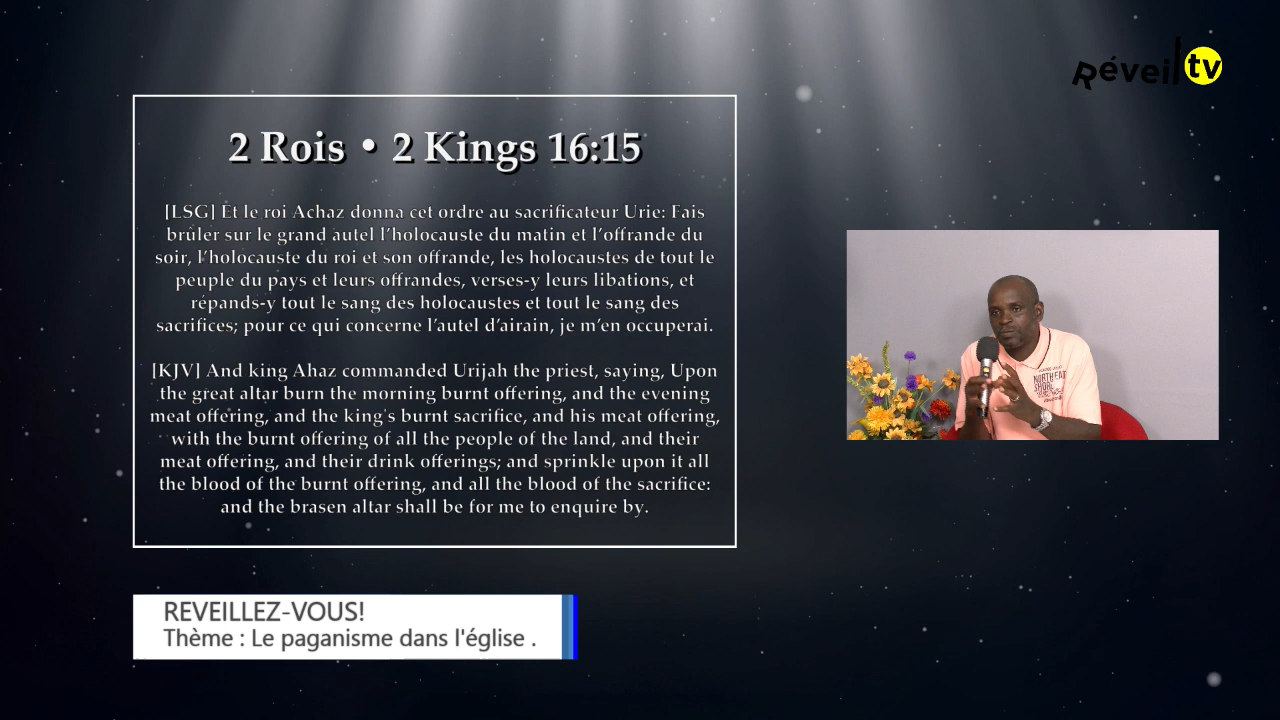 Réveil tv
2 Rois • 2 Kings 16:15
[LSG] Et le roi Achaz donna cet ordre au sacrificateur Urie: Fais
brûler sur le grand autel l’holocauste du matin et l’offrande du
soir, l’holocauste du roi et son offrande, les holocaustes de tout le
peuple du pays et leurs offrandes, verses-y leurs libations, et
répands-y tout le sang des holocaustes et tout le sang des
sacrifices; pour ce qui concerne l’autel d’airain, je m’en occuperai.
[KJV] And king Ahaz commanded Urijah the priest, saying, Upon
the great altar burn the morning burnt offering, and the evening
meat offering, and the king's burnt sacrifice, and his meat offering,
with the burnt offering of all the people of the land, and their
meat offering, and their drink offerings; and sprinkle upon it all
the blood of the burnt offering, and all the blood of the sacrifice:
and the brasen altar shall be for me to enquire by.
NORTHEAST
SHORE
REVEILLEZ-VOUS!
Thème : Le paganisme dans l'église .